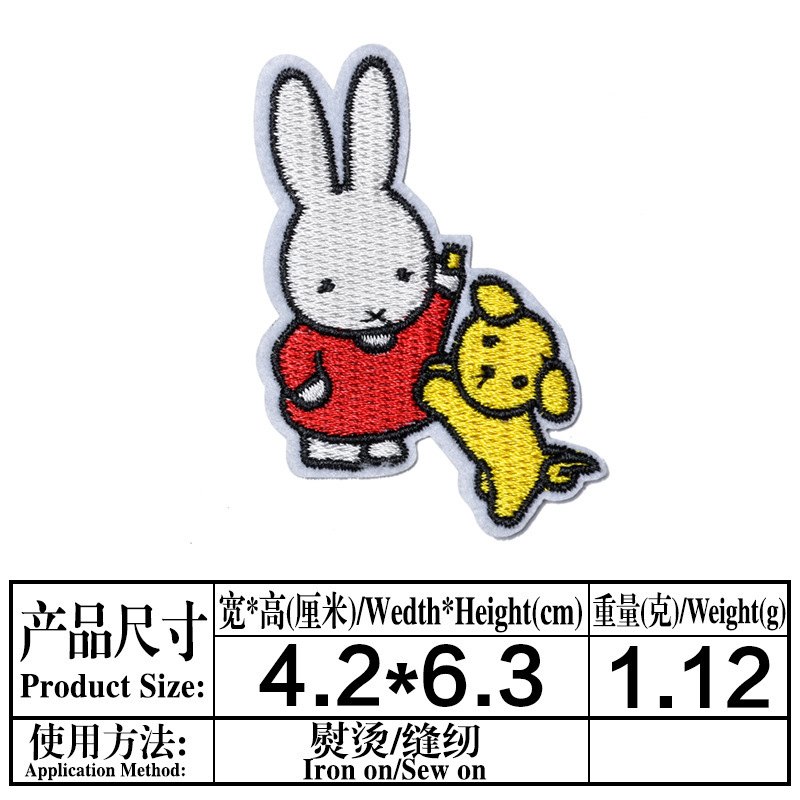 产品尺寸
Product Size:
宽*高(厘米)/Wedth*Height(cm)
重量(克)/Weight(g)
4.2*6.3
1.12
使用方法:
Application Method:
熨烫/缝纫
Iron on/Sew on